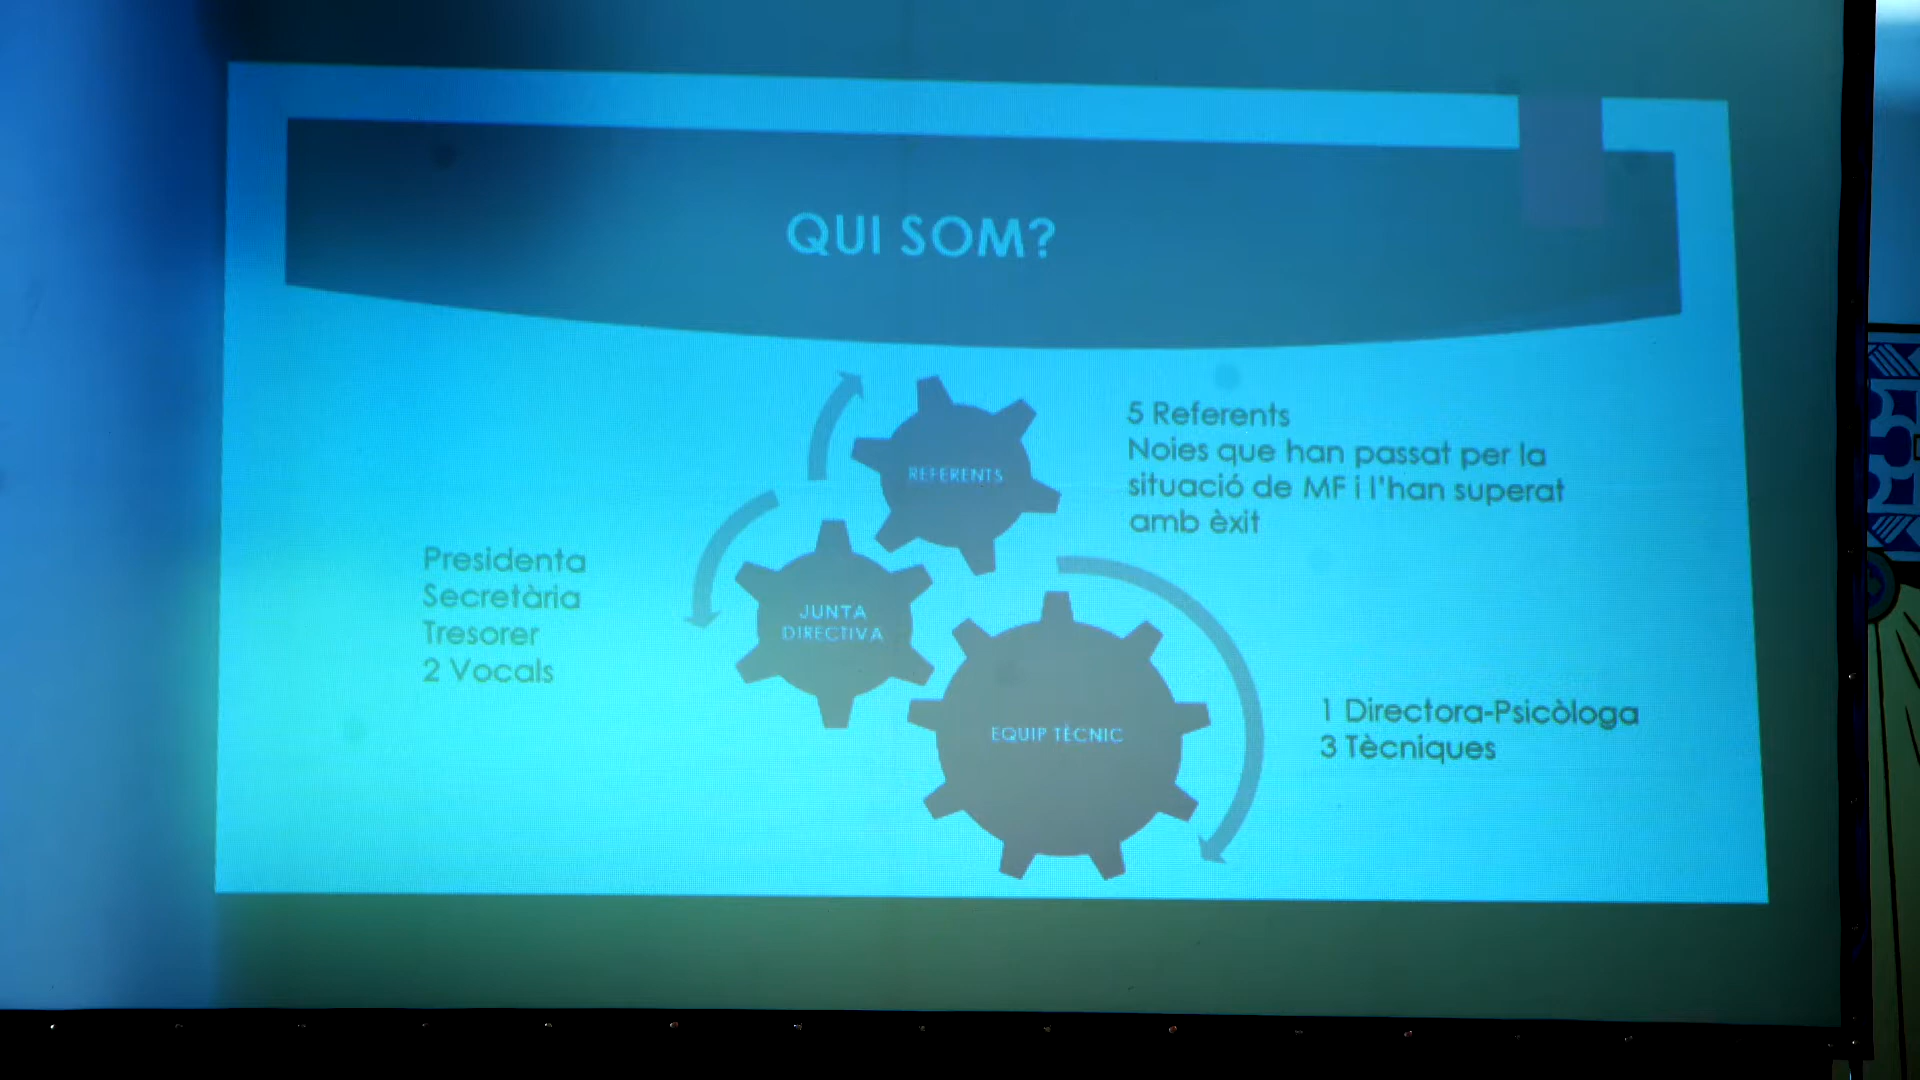 QUI SOM?
REFERENTS
5 Referents
Noies que han passat per la
situació de MF i l'han superat
amb èxit
Presidenta
Secretària
Tresorer
2 Vocals
JUNTA
DIRECTIVA
EQUIP TÈCNIC
1 Directora-Psicòloga
3 Tècniques